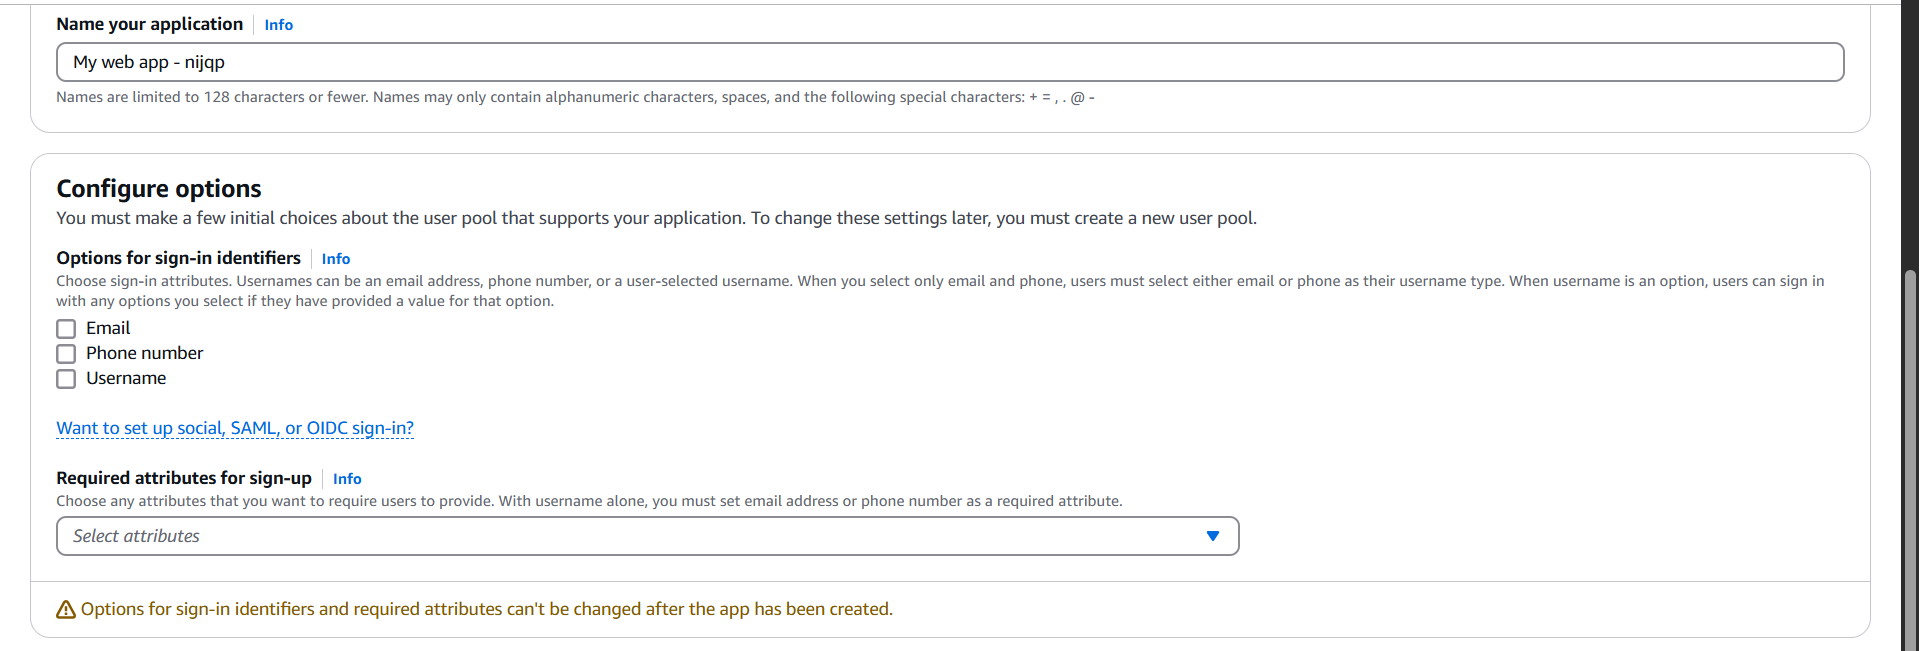 Name your application Info
My web app - nijqp
Names are limited to 128 characters or fewer. Names may only contain alphanumeric characters, spaces, and the following special characters: + = , . @ -
Configure options
You must make a few initial choices about the user pool that supports your application. To change these settings later, you must create a new user pool.
Options for sign-in identifiers Info
Choose sign-in attributes. Usernames can be an email address, phone number, or a user-selected username. When you select only email and phone, users must select either email or phone as their username type. When username is an option, users can sign in
with any options you select if they have provided a value for that option.
Email
Phone number
Username
Want to set up social, SAML, or OIDC sign-in?
Required attributes for sign-up Info
Choose any attributes that you want to require users to provide. With username alone, you must set email address or phone number as a required attribute.
Select attributes
Options for sign-in identifiers and required attributes can't be changed after the app has been created.